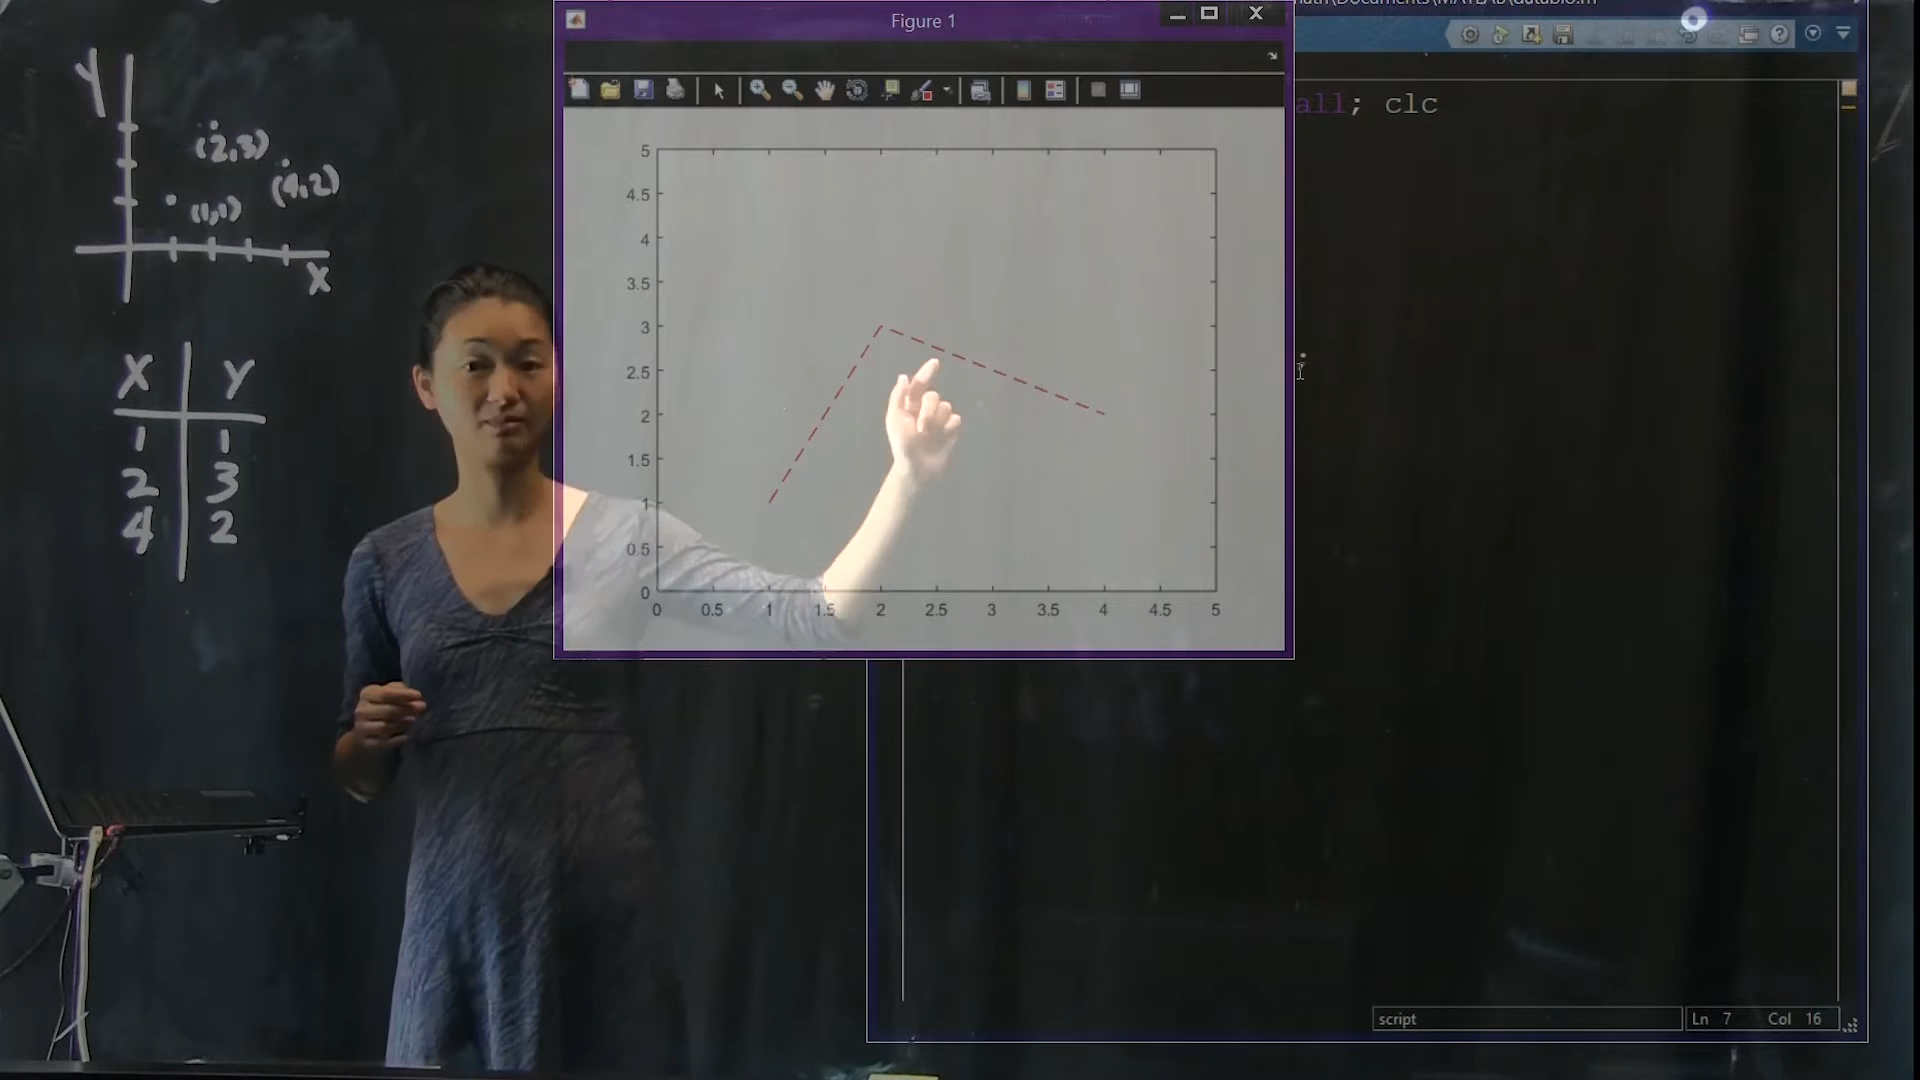 Y
(2,3)
(4,2)
(1,1)
X
X Y
1 1
2 3
4 2
Figure 1
5
4.5
4
3.5
3
2.5
2
1.5
1
0.5
0
0 0.5 1 1.5 2 2.5 3 3.5 4 4.5 5
all; clc
;
script
Ln 7 Col 16